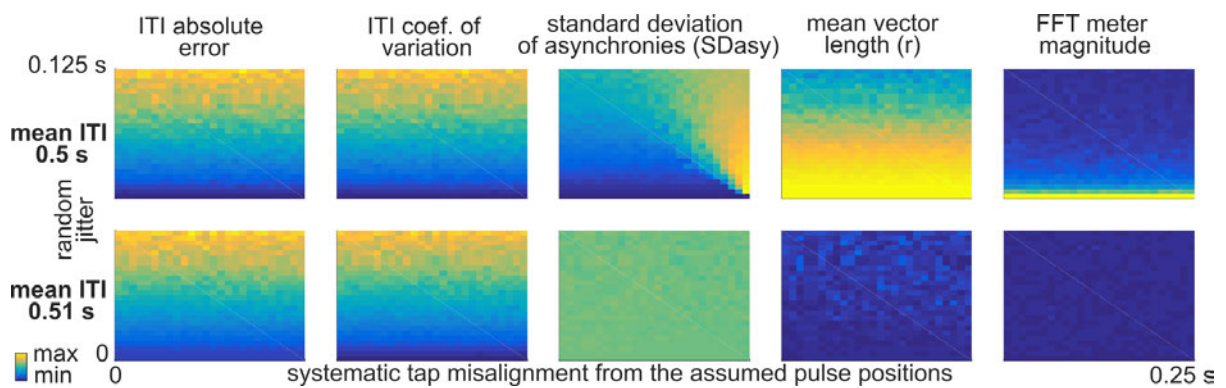 ITI absolute
error
ITI coef. of
variation
standard deviation
of asynchronies (SDasy)
mean vector
length (r)
FFT meter
magnitude
0.125 s
mean ITI
0.5 s
random
jitter
mean ITI
0.51 s
0
max
min
0
systematic tap misalignment from the assumed pulse positions
0.25 s